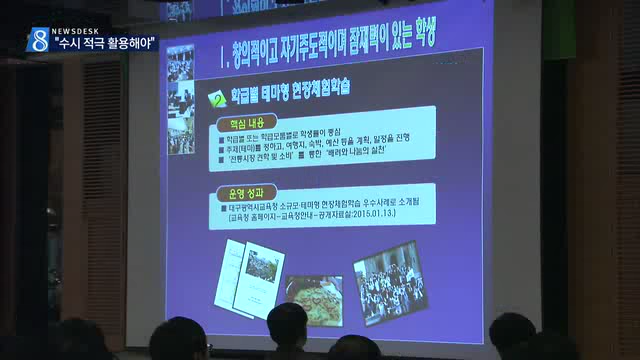 NEWSDESK
8 "수시 적극 활용해야"
Ⅰ. 창의적이고 자기주도적이며 잠재력이 있는 학생
2 학급별 테마형 현장체험학습
핵심 내용
■ 학급별 또는 학급모둠별로 학생들이 중심
■ 주제(테마)를 정하고, 여행지, 숙박, 예산 등을 계획, 일정을 진행
■ '전통시장 견학 및 소비' 를 통한 '배려와 나눔의 실천'
운영 성과
■ 대구광역시교육청 소규모·테마형 현장체험학습 우수사례로 소개됨
(교육청 홈페이지-교육청안내-공개자료실:2015.01.13.)